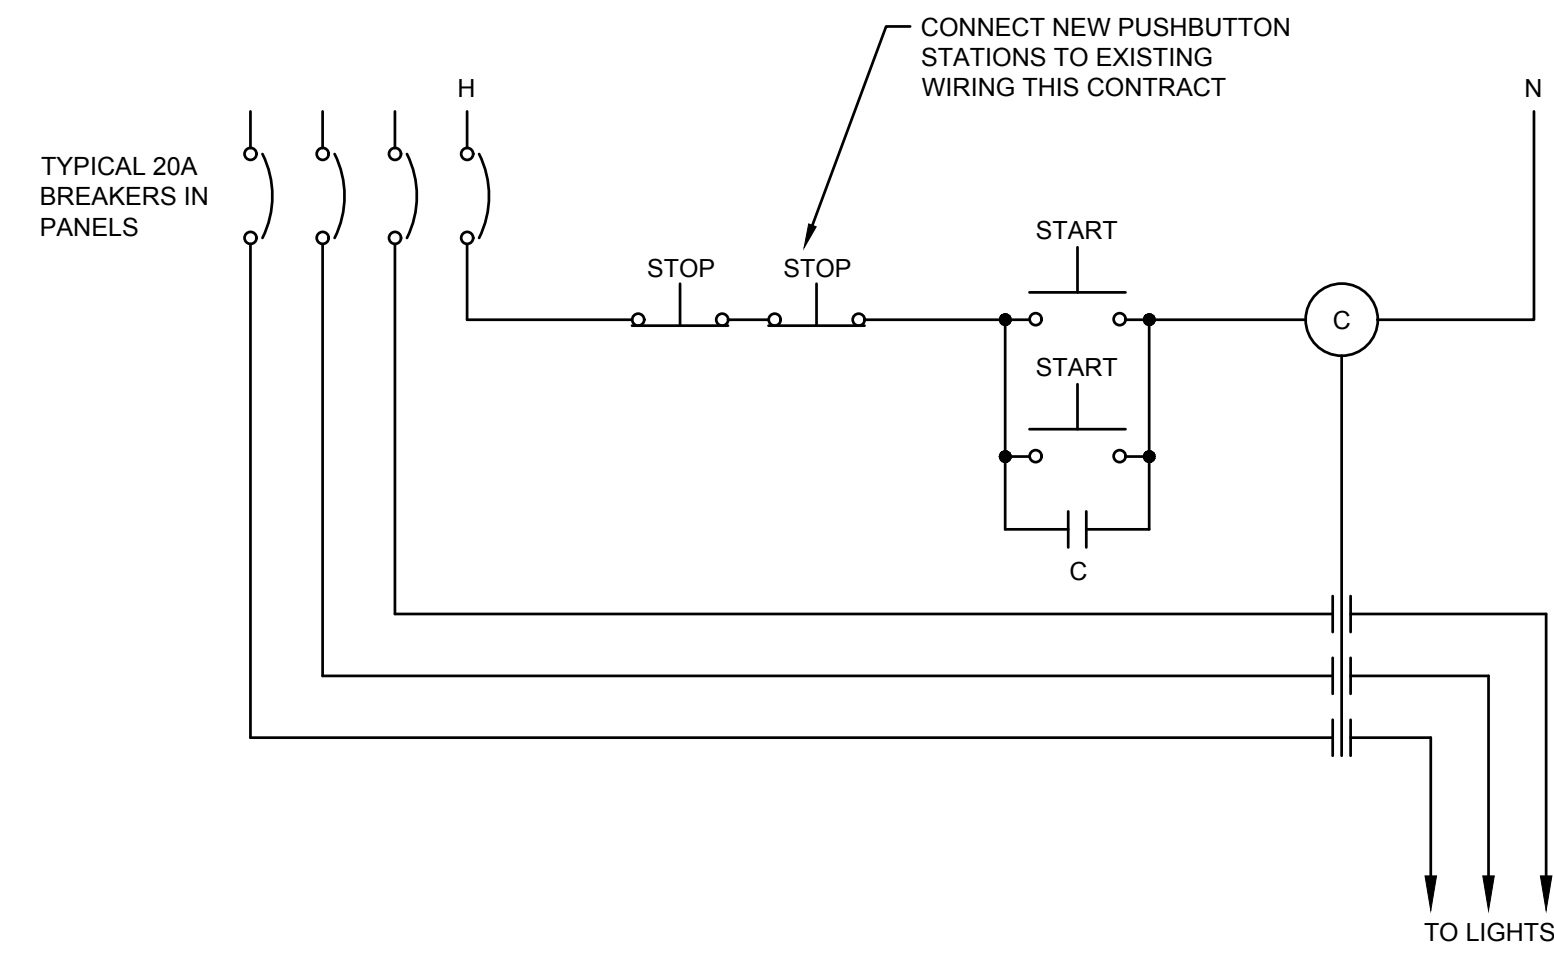 CONNECT NEW PUSHBUTTON
STATIONS TO EXISTING
WIRING THIS CONTRACT
H
N
TYPICAL 20A
BREAKERS IN
PANELS
START
STOP
STOP
C
START
C
TO LIGHTS